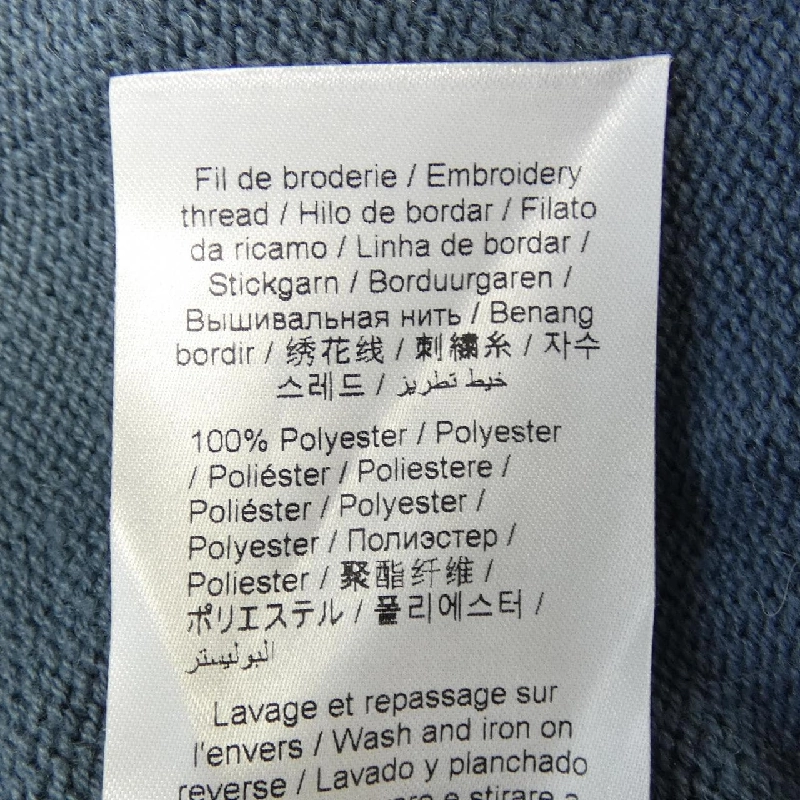 Fil de broderie / Embroidery
thread / Hilo de bordar / Filato
da ricamo / Linha de bordar /
Stickgarn / Borduurgaren /
Вышивальная нить / Benang
bordir / 绣花线 / 刺繍糸 / 자수
스레드 / خيط تطريز
100% Polyester / Polyester
/ Poliéster / Poliestere /
Poliéster / Polyester /
Polyester / Полиэстер /
Poliester / 聚酯纤维 /
ポリエステル / 폴리에스터 /
البوليستر
Lavage et repassage sur
l'envers / Wash and iron on
reverse / Lavado y planchado
e stirare a